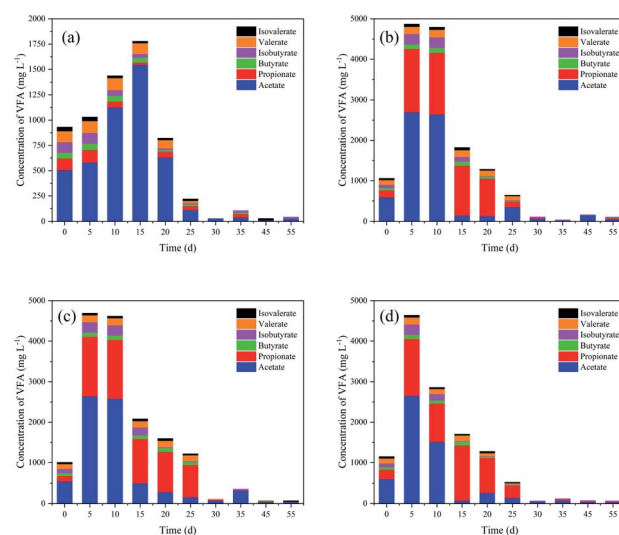 (a)
Isovalerate
Valerate
Isobutyrate
Butyrate
Propionate
Acetate
Concentration of VFA (mg L⁻¹)
2000
1750
1500
1250
1000
750
500
250
0
0 5 10 15 20 25 30 35 45 55
Time (d)
(b)
Isovalerate
Valerate
Isobutyrate
Butyrate
Propionate
Acetate
Concentration of VFA (mg L⁻¹)
5000
4000
3000
2000
1000
0
0 5 10 15 20 25 30 35 45 55
Time (d)
(c)
Isovalerate
Valerate
Isobutyrate
Butyrate
Propionate
Acetate
Concentration of VFA (mg L⁻¹)
5000
4000
3000
2000
1000
0
0 5 10 15 20 25 30 35 45 55
Time (d)
(d)
Isovalerate
Valerate
Isobutyrate
Butyrate
Propionate
Acetate
Concentration of VFA (mg L⁻¹)
5000
4000
3000
2000
1000
0
0 5 10 15 20 25 30 35 45 55
Time (d)